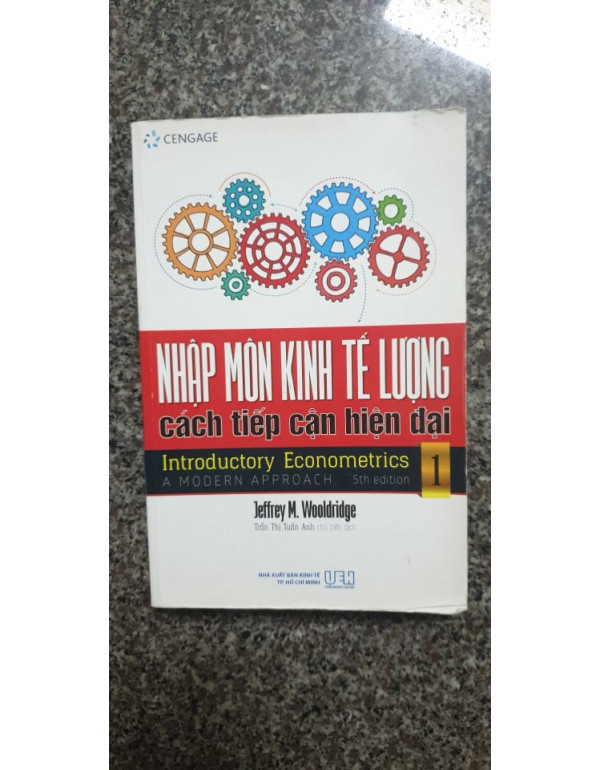 CENGAGE
NHẬP MÔN KINH TẾ LƯỢNG
cách tiếp cận hiện đại
Introductory Econometrics
A MODERN APPROACH 5th edition
1
Jeffrey M. Wooldridge
Trần Thị Tuấn Anh chủ biên dịch
NHÀ XUẤT BẢN KINH TẾ
TP. HỒ CHÍ MINH
UEH